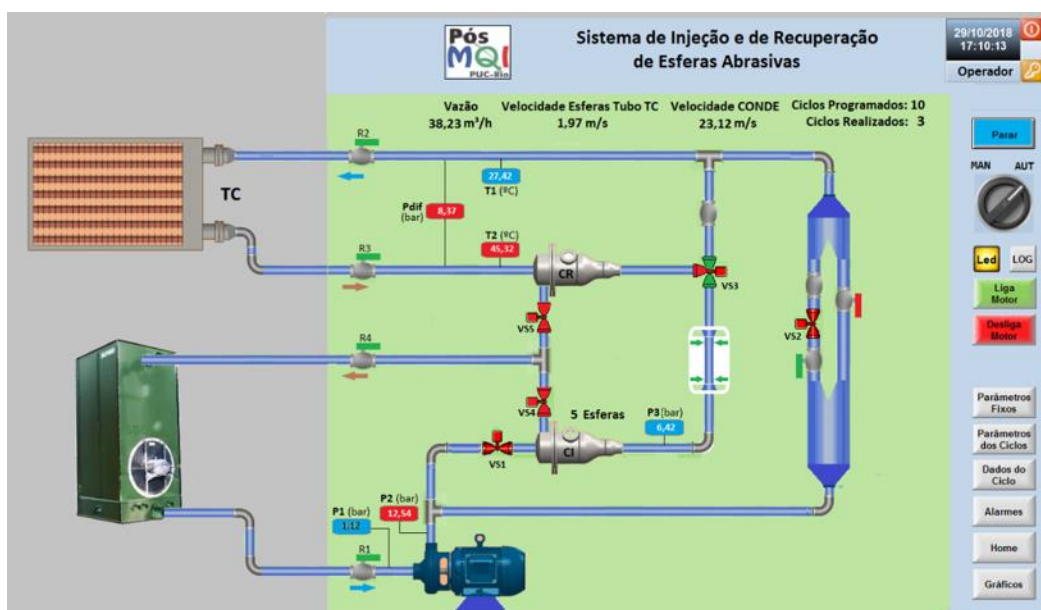 Pós
MQI
PUC-Rio
Sistema de Injeção e de Recuperação
de Esferas Abrasivas
29/10/2018
17:10:13
Operador
Vazão
38,23 m³/h
Velocidade Esferas Tubo TC
1,97 m/s
Velocidade CONDE
23,12 m/s
Ciclos Programados: 10
Ciclos Realizados: 3
Parar
MAN AUT
R2
TC
27,42
T1 (ºC)
Pdif
(bar)
8,37
T2 (ºC)
45,32
R3
CR
VS3
Led
LOG
Liga
Motor
Desliga
Motor
VS5
VS2
R4
VS4
5 Esferas
P3 (bar)
6,42
CI
VS1
Parâmetros
Fixos
Parâmetros
dos Ciclos
Dados do
Ciclo
Alarmes
Home
Gráficos
P1 (bar)
1,12
P2 (bar)
12,54
R1